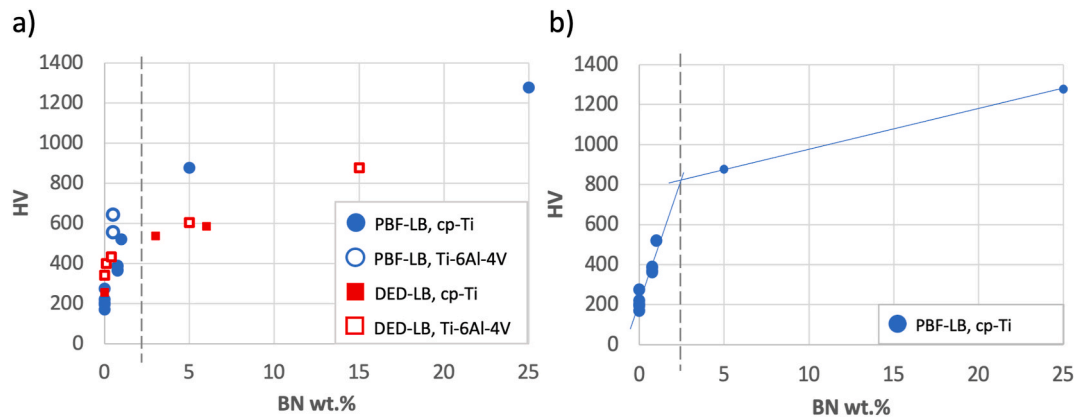 a)
1400
1200
1000
800
600
400
200
0
HV
0 5 10 15 20 25
BN wt.%
PBF-LB, cp-Ti
PBF-LB, Ti-6Al-4V
DED-LB, cp-Ti
DED-LB, Ti-6Al-4V
b)
1400
1200
1000
800
600
400
200
0
HV
0 5 10 15 20 25
BN wt.%
PBF-LB, cp-Ti